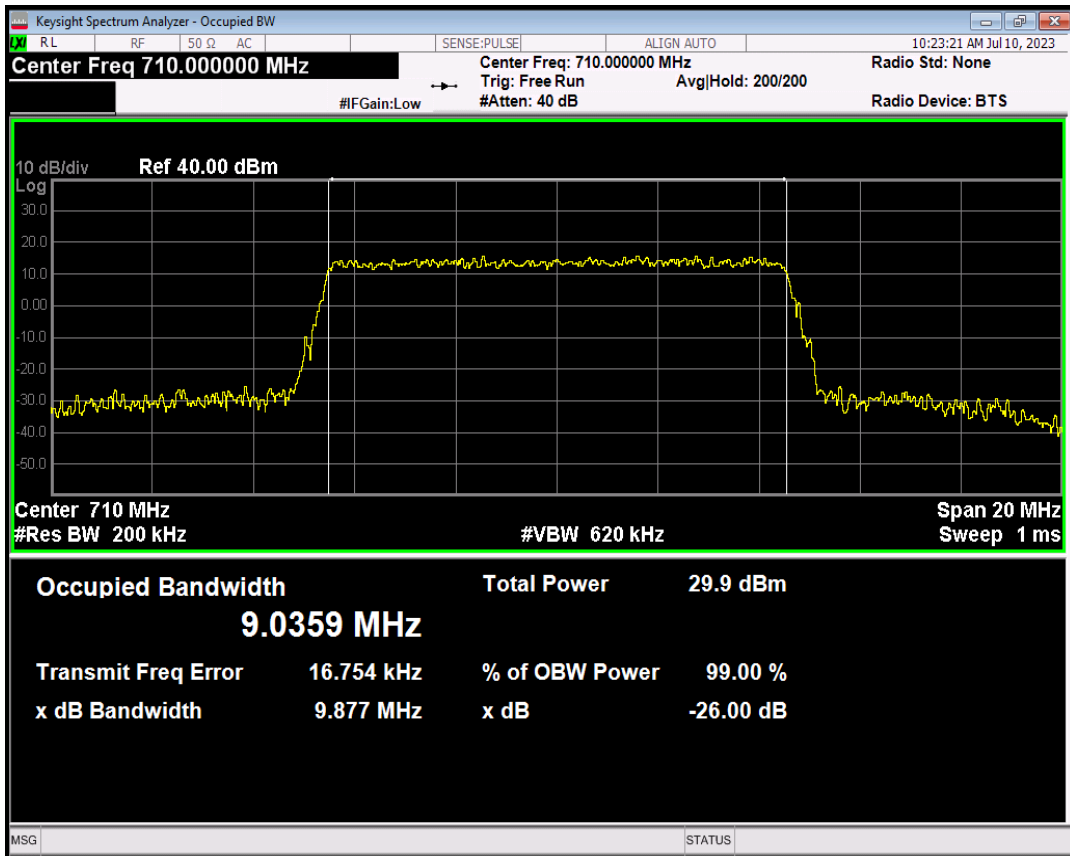 Keysight Spectrum Analyzer - Occupied BW
LXI RL RF 50 Ω AC SENSE:PULSE ALIGN AUTO 10:23:21 AM Jul 10, 2023
Center Freq 710.000000 MHz Center Freq: 710.000000 MHz Radio Std: None
Trig: Free Run Avg|Hold: 200/200
#IFGain:Low #Atten: 40 dB Radio Device: BTS
10 dB/div Ref 40.00 dBm
Log
30.0
20.0
10.0
0.00
-10.0
-20.0
-30.0
-40.0
-50.0
Center 710 MHz Span 20 MHz
#Res BW 200 kHz #VBW 620 kHz Sweep 1 ms
Occupied Bandwidth Total Power 29.9 dBm
9.0359 MHz
Transmit Freq Error 16.754 kHz % of OBW Power 99.00 %
x dB Bandwidth 9.877 MHz x dB -26.00 dB
MSG STATUS